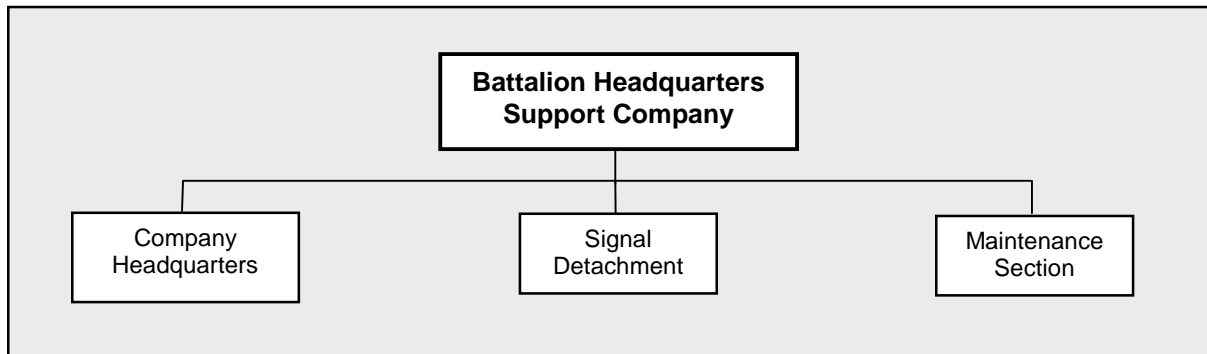 Battalion Headquarters
Support Company
Company
Headquarters
Signal
Detachment
Maintenance
Section